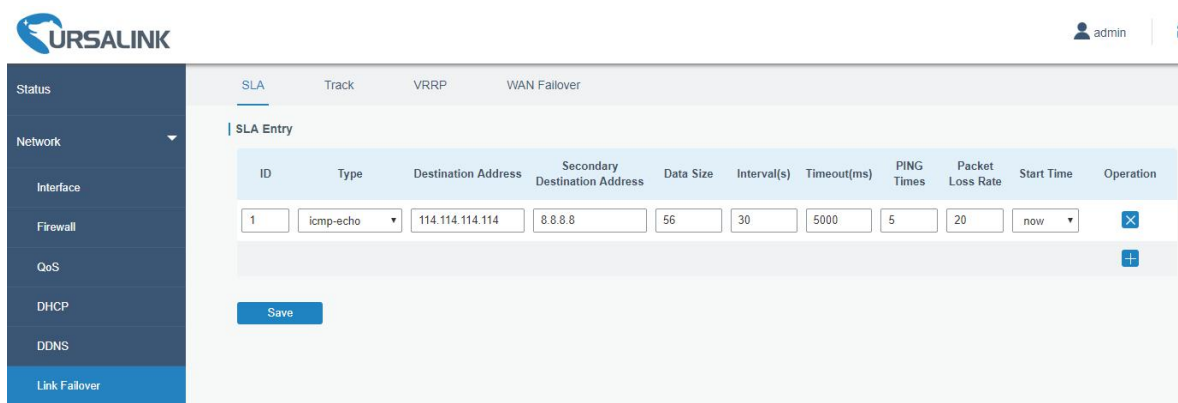 URSALINK
admin
Status
Network
Interface
Firewall
QoS
DHCP
DDNS
Link Failover
SLA Track VRRP WAN Failover
SLA Entry
ID Type Destination Address Secondary Destination Address Data Size Interval(s) Timeout(ms) PING Times Packet Loss Rate Start Time Operation
1 icmp-echo 114.114.114.114 8.8.8.8 56 30 5000 5 20 now
Save